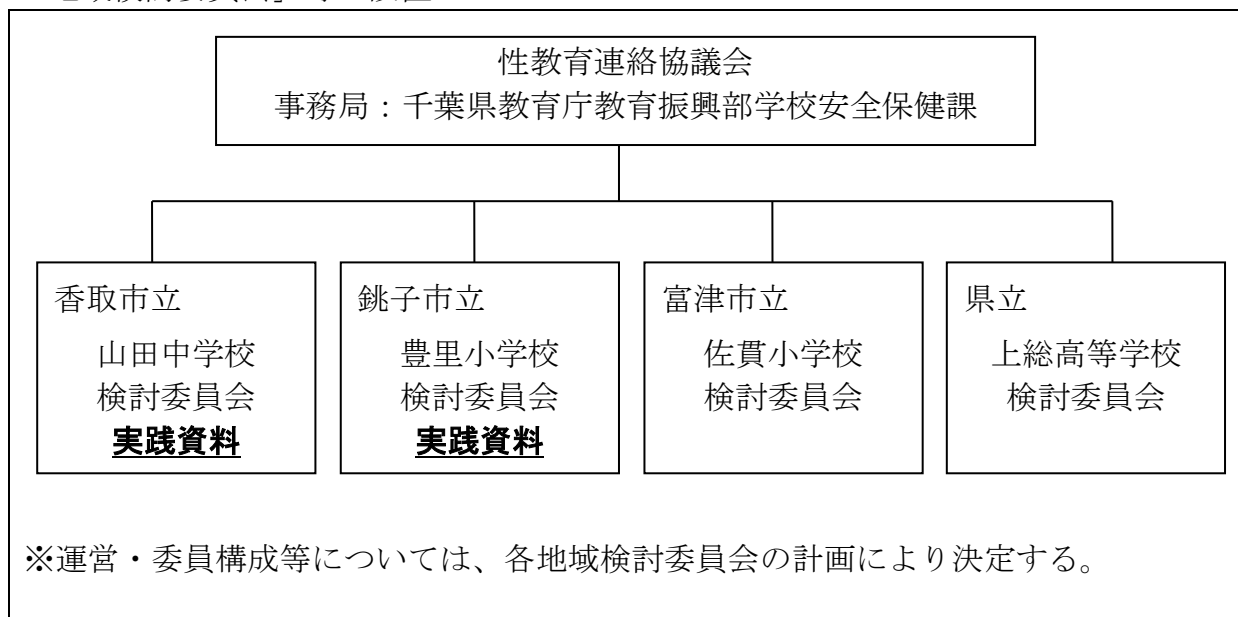 性教育連絡協議会
事務局：千葉県教育庁教育振興部学校安全保健課
香取市立
山田中学校
検討委員会
実践資料
銚子市立
豊里小学校
検討委員会
実践資料
富津市立
佐貫小学校
検討委員会
県立
上総高等学校
検討委員会
※運営・委員構成等については、各地域検討委員会の計画により決定する。